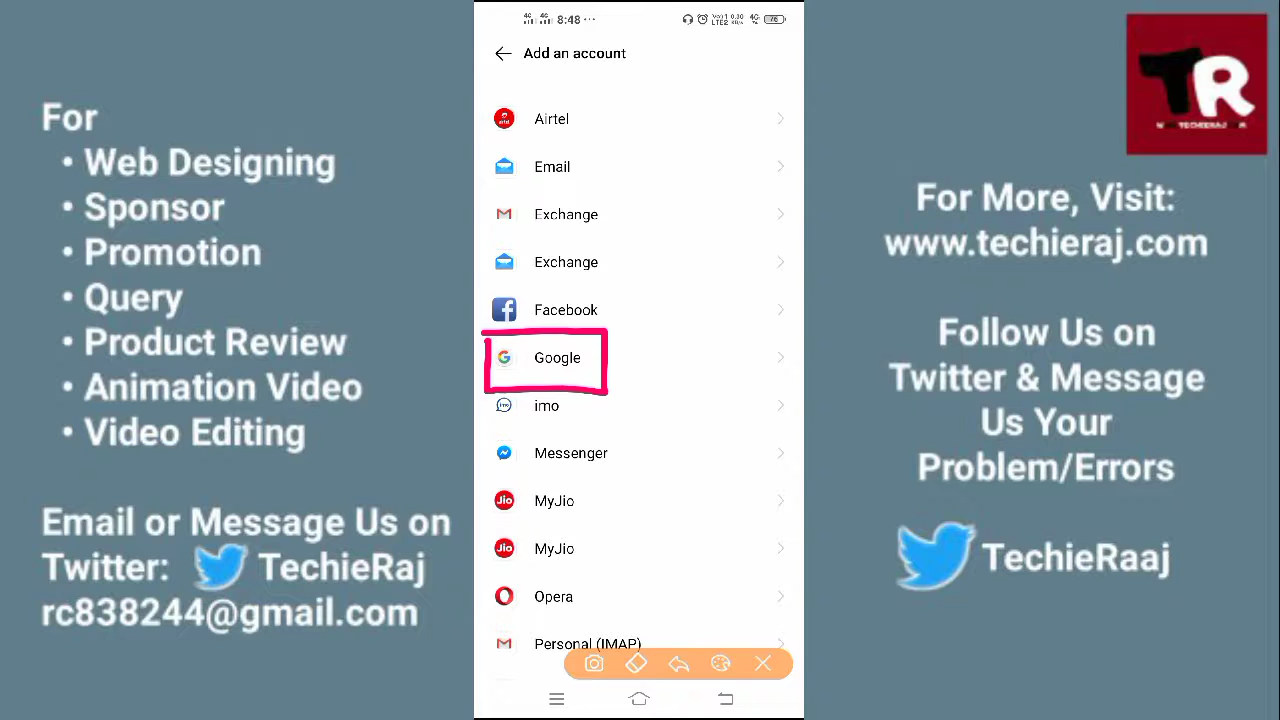 For
• Web Designing
• Sponsor
• Promotion
• Query
• Product Review
• Animation Video
• Video Editing
Email or Message Us on
Twitter: TechieRaj
rc838244@gmail.com
8:48
Add an account
Airtel
Email
Exchange
Exchange
Facebook
Google
imo
Messenger
MyJio
MyJio
Opera
Personal (IMAP)
TR
For More, Visit:
www.techieraj.com
Follow Us on
Twitter & Message
Us Your
Problem/Errors
TechieRaaj